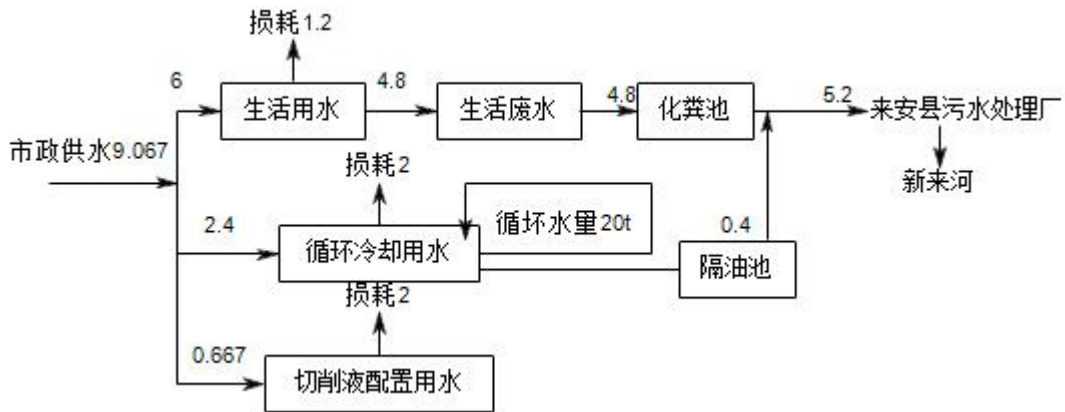 损耗1.2
6
生活用水
4.8
生活废水
4.8
化粪池
5.2
来安县污水处理厂
新来河
市政供水9.067
损耗2
2.4
循环冷却用水
循坏水量20t
0.4
隔油池
损耗2
0.667
切削液配置用水